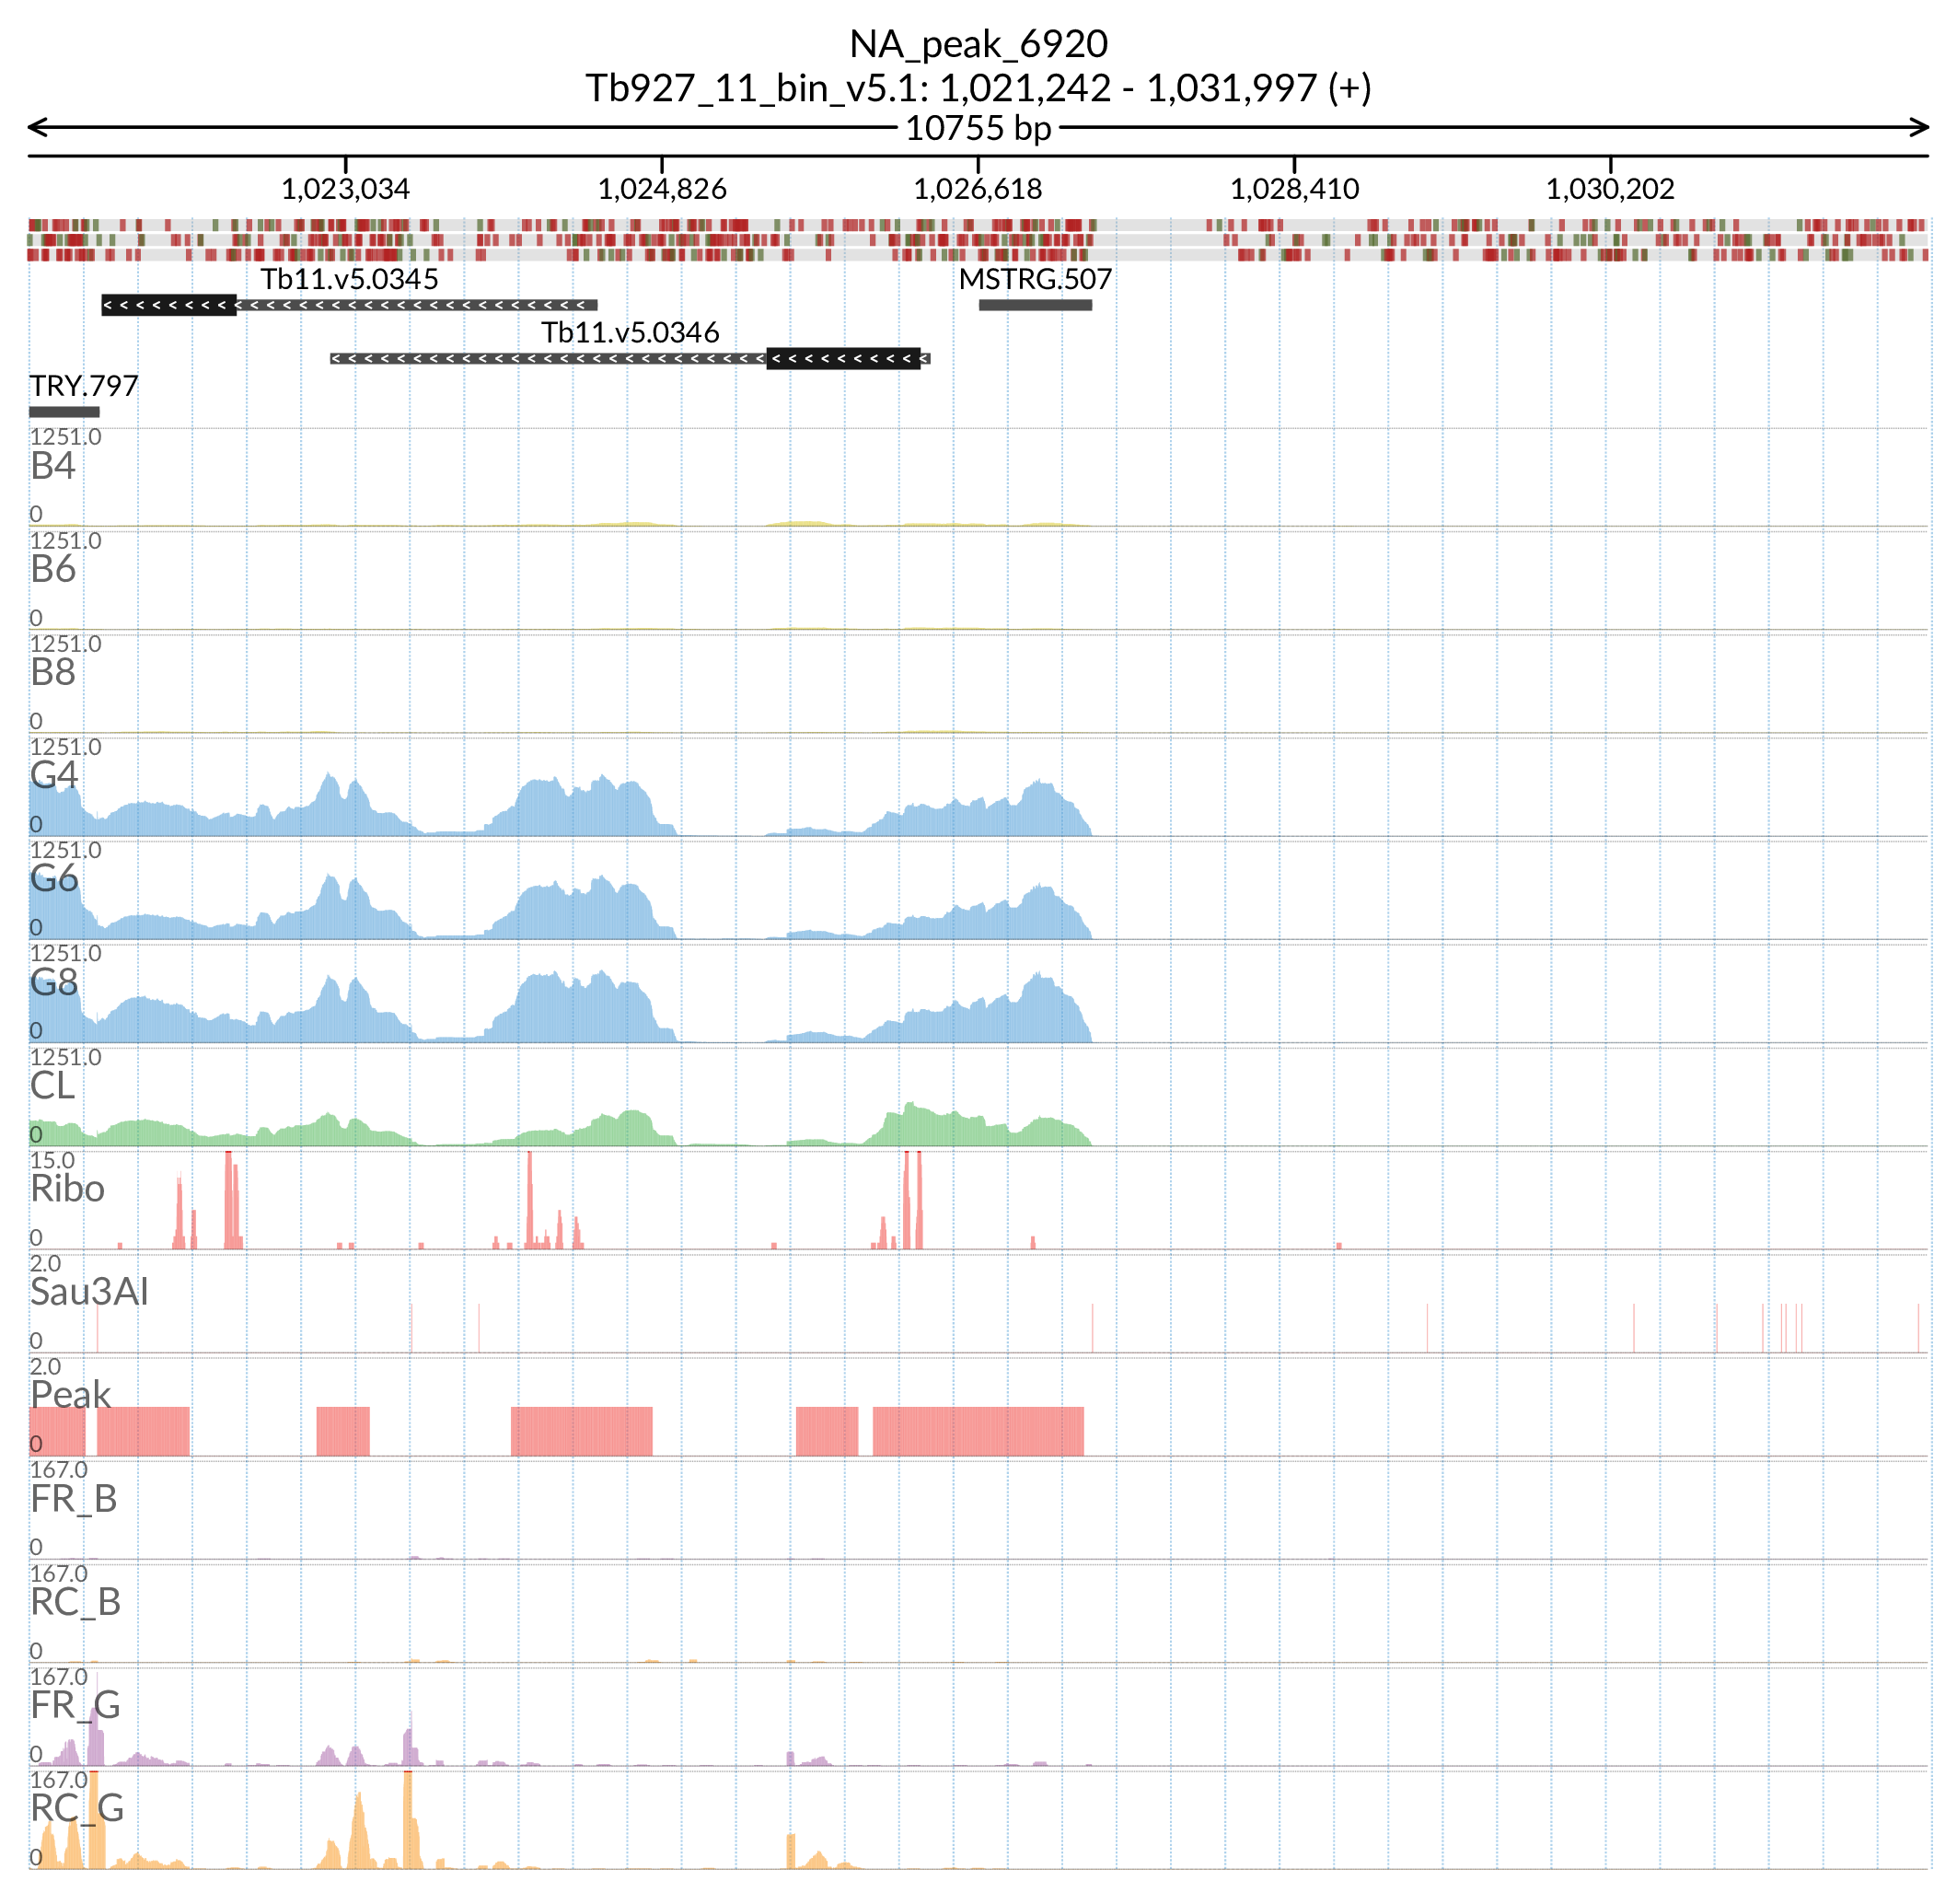 NA_peak_6920
Tb927_11_bin_v5.1: 1,021,242 - 1,031,997 (+)
10755 bp
1,023,034 1,024,826 1,026,618 1,028,410 1,030,202
Tb11.v5.0345 MSTRG.507
Tb11.v5.0346
TRY.797
1251.0
B4
0
1251.0
B6
0
1251.0
B8
0
1251.0
G4
0
1251.0
G6
0
1251.0
G8
0
1251.0
CL
0
15.0
Ribo
0
2.0
Sau3AI
0
2.0
Peak
0
167.0
FR_B
0
167.0
RC_B
0
167.0
FR_G
0
167.0
RC_G
0